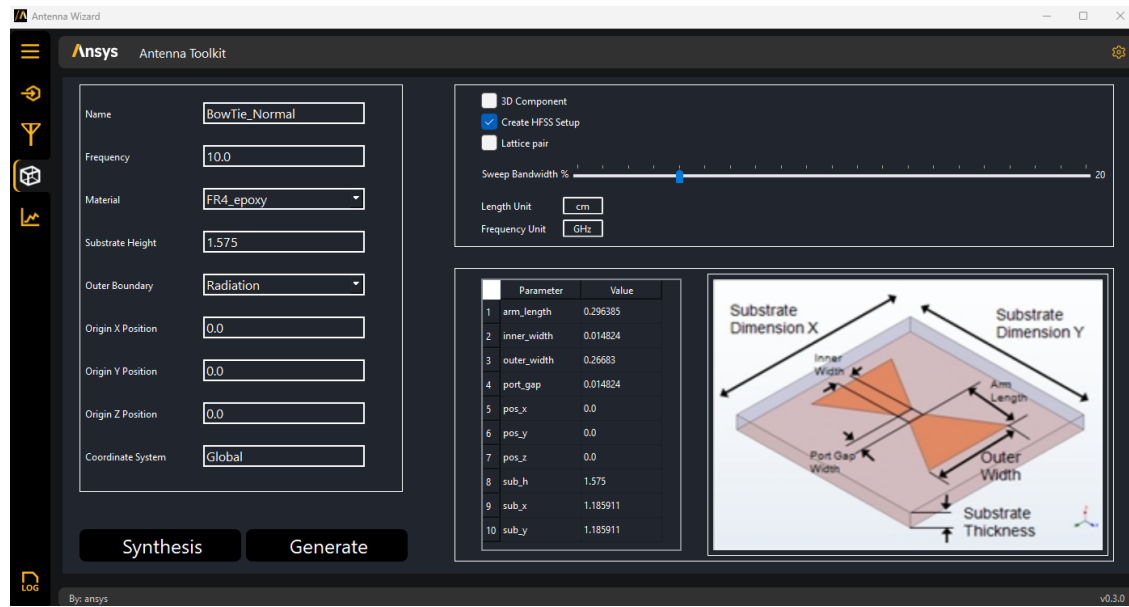 Antenna Wizard
Ansys Antenna Toolkit
Name BowTie_Normal
Frequency 10.0
Material FR4_epoxy
Substrate Height 1.575
Outer Boundary Radiation
Origin X Position 0.0
Origin Y Position 0.0
Origin Z Position 0.0
Coordinate System Global
Synthesis Generate
3D Component
Create HFSS Setup
Lattice pair
Sweep Bandwidth % 20
Length Unit cm
Frequency Unit GHz
Parameter Value
1 arm_length 0.296385
2 inner_width 0.014824
3 outer_width 0.26683
4 port_gap 0.014824
5 pos_x 0.0
6 pos_y 0.0
7 pos_z 0.0
8 sub_h 1.575
9 sub_x 1.185911
10 sub_y 1.185911
Substrate
Dimension X
Substrate
Dimension Y
Inner
Width
Arm
Length
Port Gap
Width
Outer
Width
Substrate
Thickness
LOG
By: ansys v0.3.0